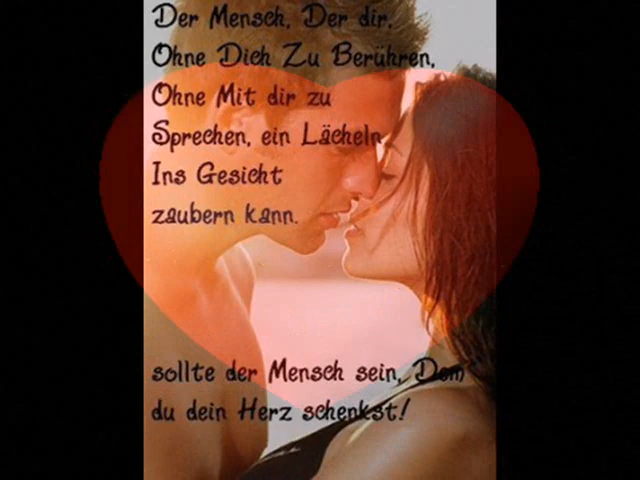 Der Mensch, Der dir,
Ohne Dich Zu Berühren,
Ohne Mit dir zu
Sprechen, ein Lächeln
Ins Gesicht
zaubern kann.
sollte der Mensch sein, Dem
du dein Herz schenkst!